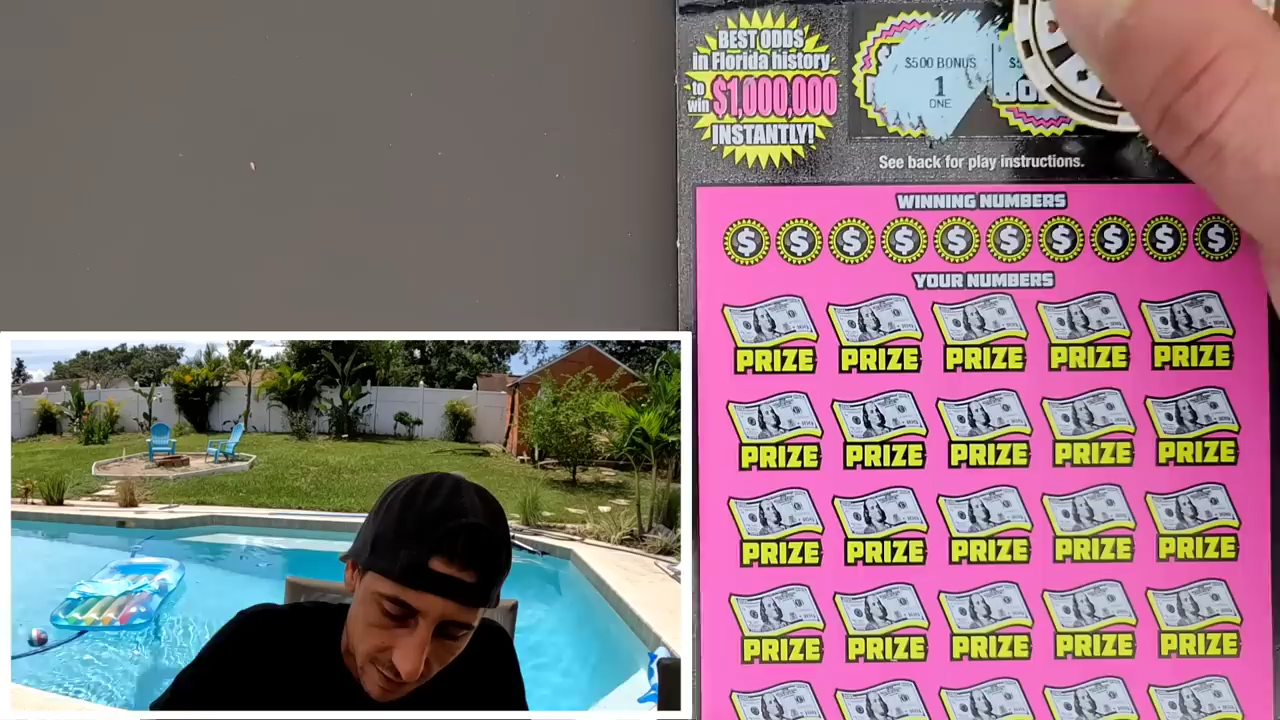 BEST ODDS
in Florida history
to win $1,000,000
INSTANTLY!
$500 BONUS
1
ONE
See back for play instructions.
WINNING NUMBERS
$ $ $ $ $ $ $ $ $ $
YOUR NUMBERS
PRIZE PRIZE PRIZE PRIZE PRIZE
PRIZE PRIZE PRIZE PRIZE PRIZE
PRIZE PRIZE PRIZE PRIZE PRIZE
PRIZE PRIZE PRIZE PRIZE PRIZE